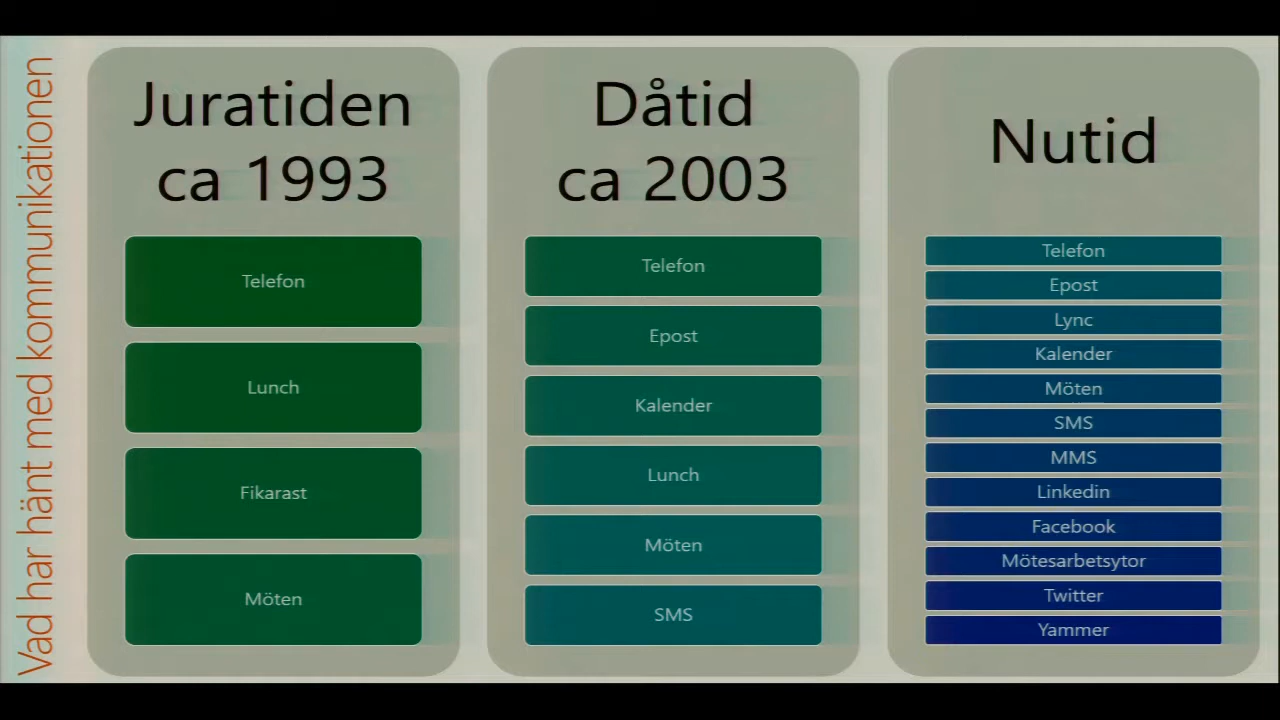 Vad har hänt med kommunikationen
Juratiden
ca 1993
Telefon
Lunch
Fikarast
Möten
Dåtid
ca 2003
Telefon
Epost
Kalender
Lunch
Möten
SMS
Nutid
Telefon
Epost
Lync
Kalender
Möten
SMS
MMS
Linkedin
Facebook
Mötesarbetsytor
Twitter
Yammer